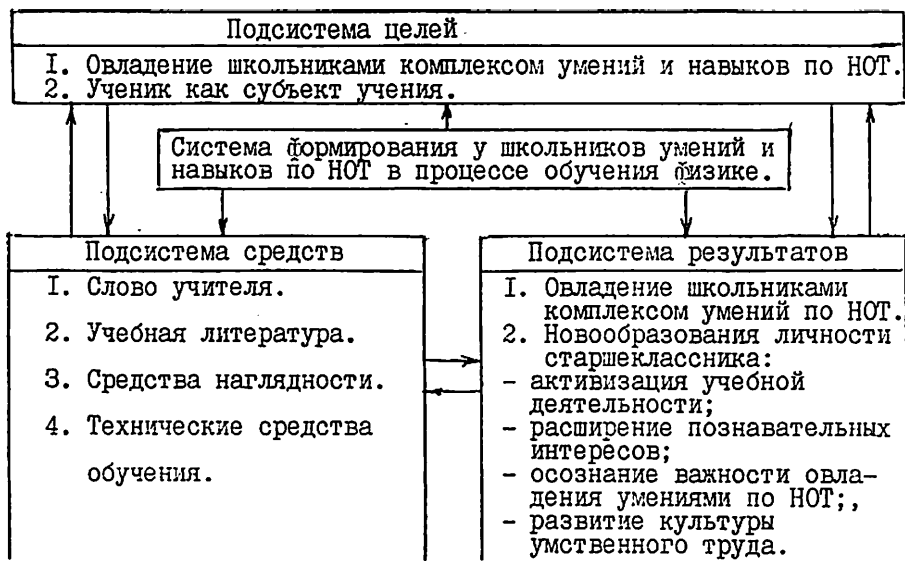 Подсистема целей
I. Овладение школьниками комплексом умений и навыков по НОТ.
2. Ученик как субъект учения.
Система формирования у школьников умений и
навыков по НОТ в процессе обучения физике.
Подсистема средств
I. Слово учителя.
2. Учебная литература.
3. Средства наглядности.
4. Технические средства
обучения.
Подсистема результатов
I. Овладение школьниками
комплексом умений по НОТ.
2. Новообразования личности
старшеклассника:
- активизация учебной
деятельности;
- расширение познавательных
интересов;
- осознание важности овла-
дения умениями по НОТ;,
- развитие культуры
умственного труда.